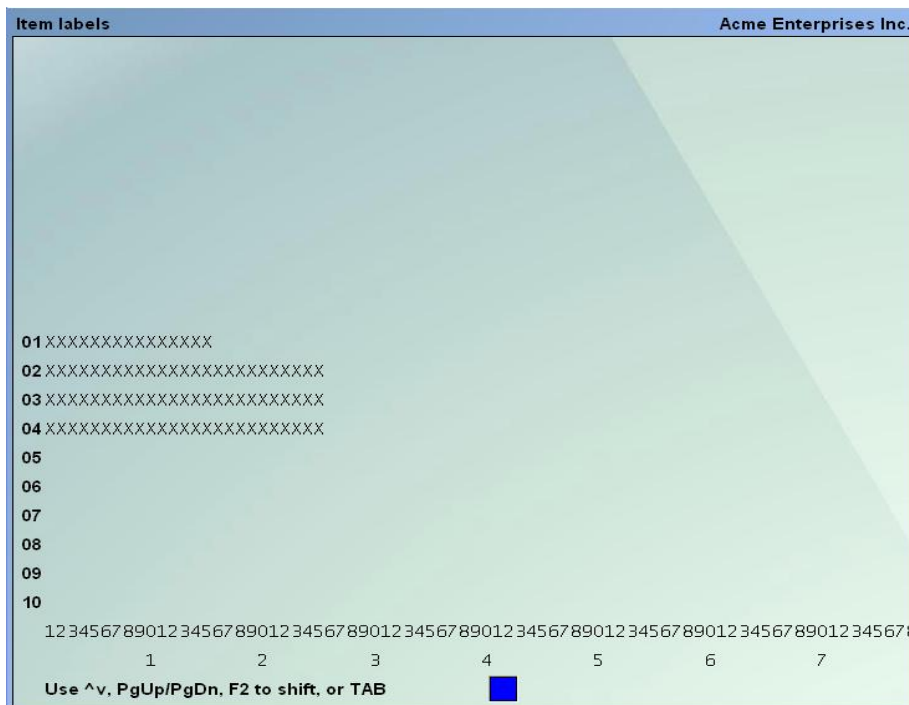 Item labels Acme Enterprises Inc.
01 XXXXXXXXXXXXXXX
02 XXXXXXXXXXXXXXXXXXXXXXXXX
03 XXXXXXXXXXXXXXXXXXXXXXXXX
04 XXXXXXXXXXXXXXXXXXXXXXXXX
05
06
07
08
09
10
123456789012345678901234567890123456789012345678901234567890123456789012345678
1 2 3 4 5 6 7
Use ^v, PgUp/PgDn, F2 to shift, or TAB